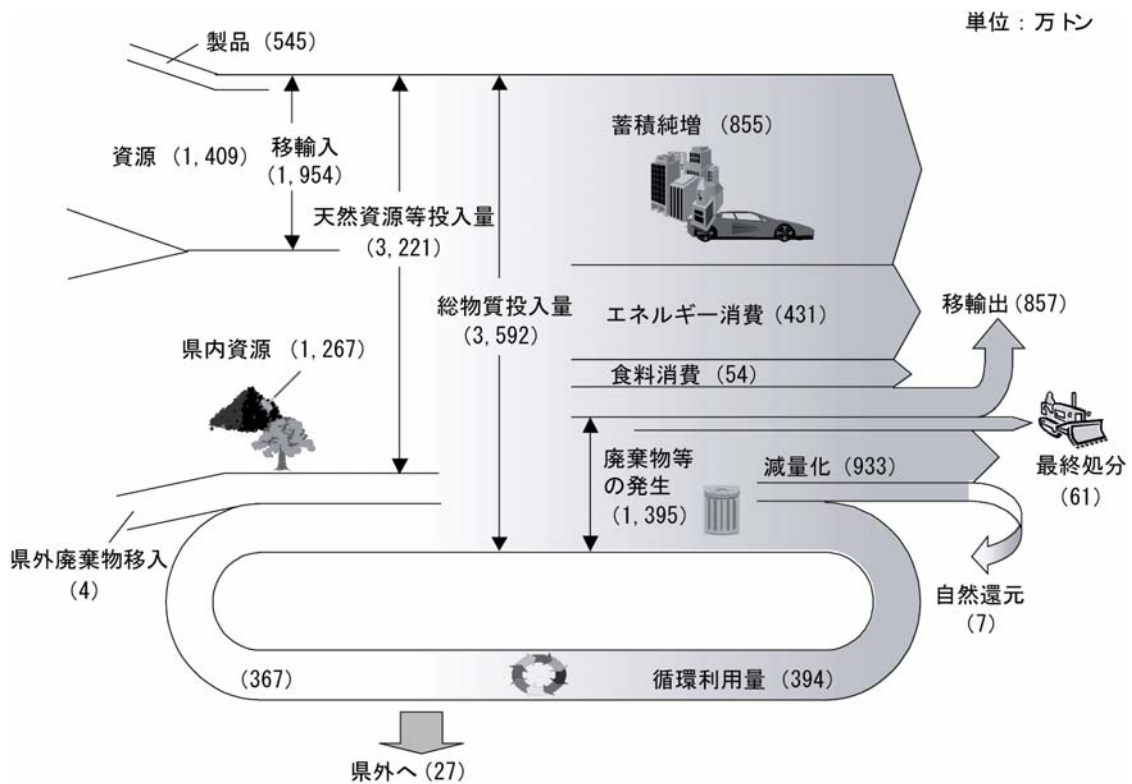 単位：万トン
製品 (545)
資源 (1,409)
移輸入
(1,954)
天然資源等投入量
(3,221)
総物質投入量
(3,592)
県内資源 (1,267)
県外廃棄物移入
(4)
蓄積純増 (855)
エネルギー消費 (431)
食料消費 (54)
移輸出 (857)
廃棄物等
の発生
(1,395)
減量化 (933)
最終処分
(61)
自然還元
(7)
(367)
循環利用量 (394)
県外へ (27)